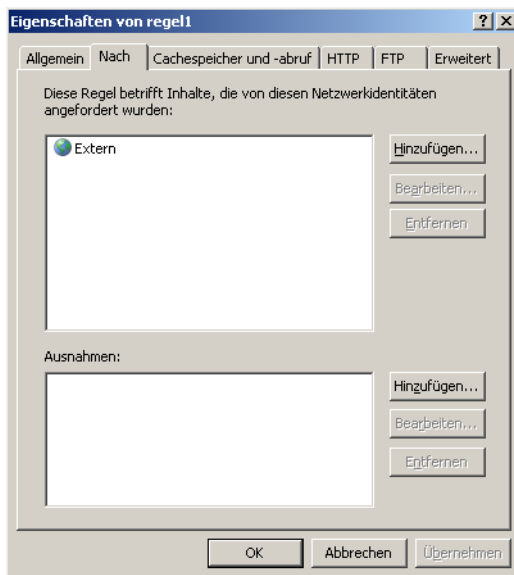 Eigenschaften von regel1
Allgemein Nach Cachespeicher und -abruf HTTP FTP Erweitert
Diese Regel betrifft Inhalte, die von diesen Netzwerkidentitäten
angefordert wurden:
Extern
Hinzufügen...
Bearbeiten...
Entfernen
Ausnahmen:
Hinzufügen...
Bearbeiten...
Entfernen
OK Abbrechen Übernehmen